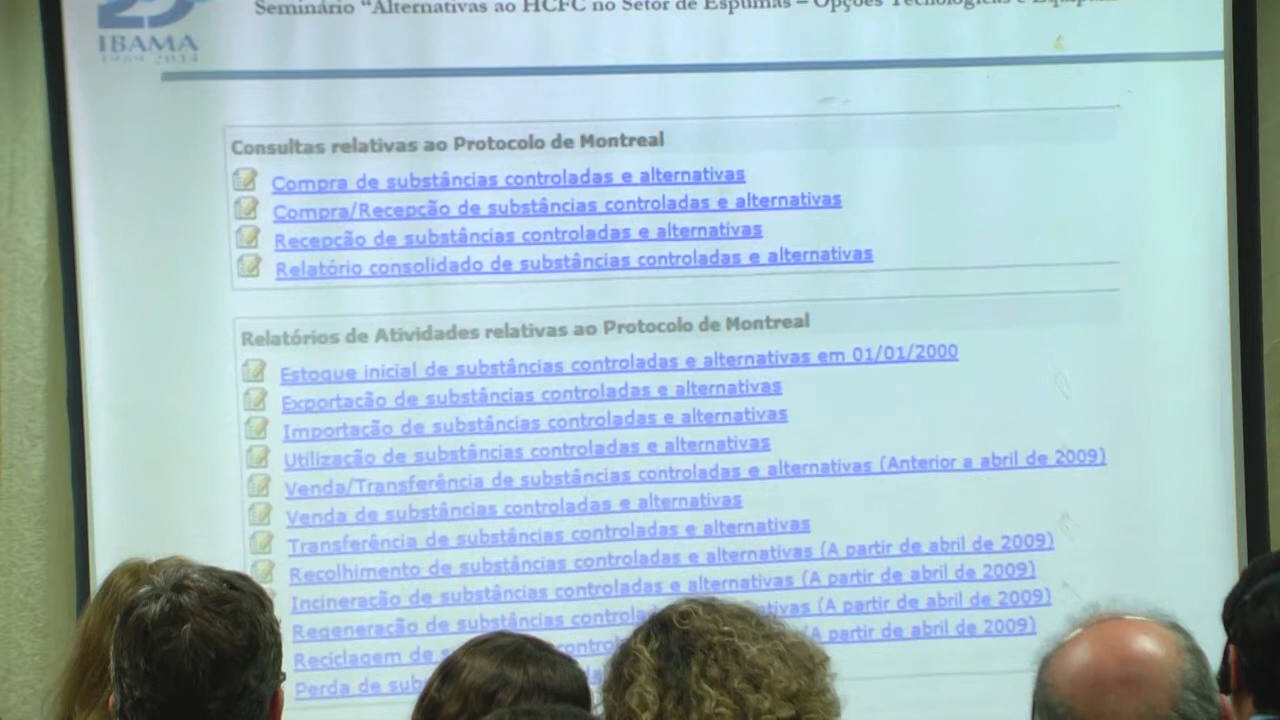 Seminário “Alternativas ao HCFC no Setor de Espumas – Opções Tecnológicas e
IBAMA
1989 2014
Consultas relativas ao Protocolo de Montreal
Compra de substâncias controladas e alternativas
Compra/Recepção de substâncias controladas e alternativas
Recepção de substâncias controladas e alternativas
Relatório consolidado de substâncias controladas e alternativas
Relatórios de Atividades relativas ao Protocolo de Montreal
Estoque inicial de substâncias controladas e alternativas em 01/01/2000
Exportação de substâncias controladas e alternativas
Importação de substâncias controladas e alternativas
Utilização de substâncias controladas e alternativas
Venda/Transferência de substâncias controladas e alternativas (Anterior a abril de 2009)
Venda de substâncias controladas e alternativas
Transferência de substâncias controladas e alternativas
Recolhimento de substâncias controladas e alternativas (A partir de abril de 2009)
Incineração de substâncias controladas e alternativas (A partir de abril de 2009)
Regeneração de substâncias (A partir de abril de 2009)
Reciclagem de (A partir de abril de 2009)
Perda de